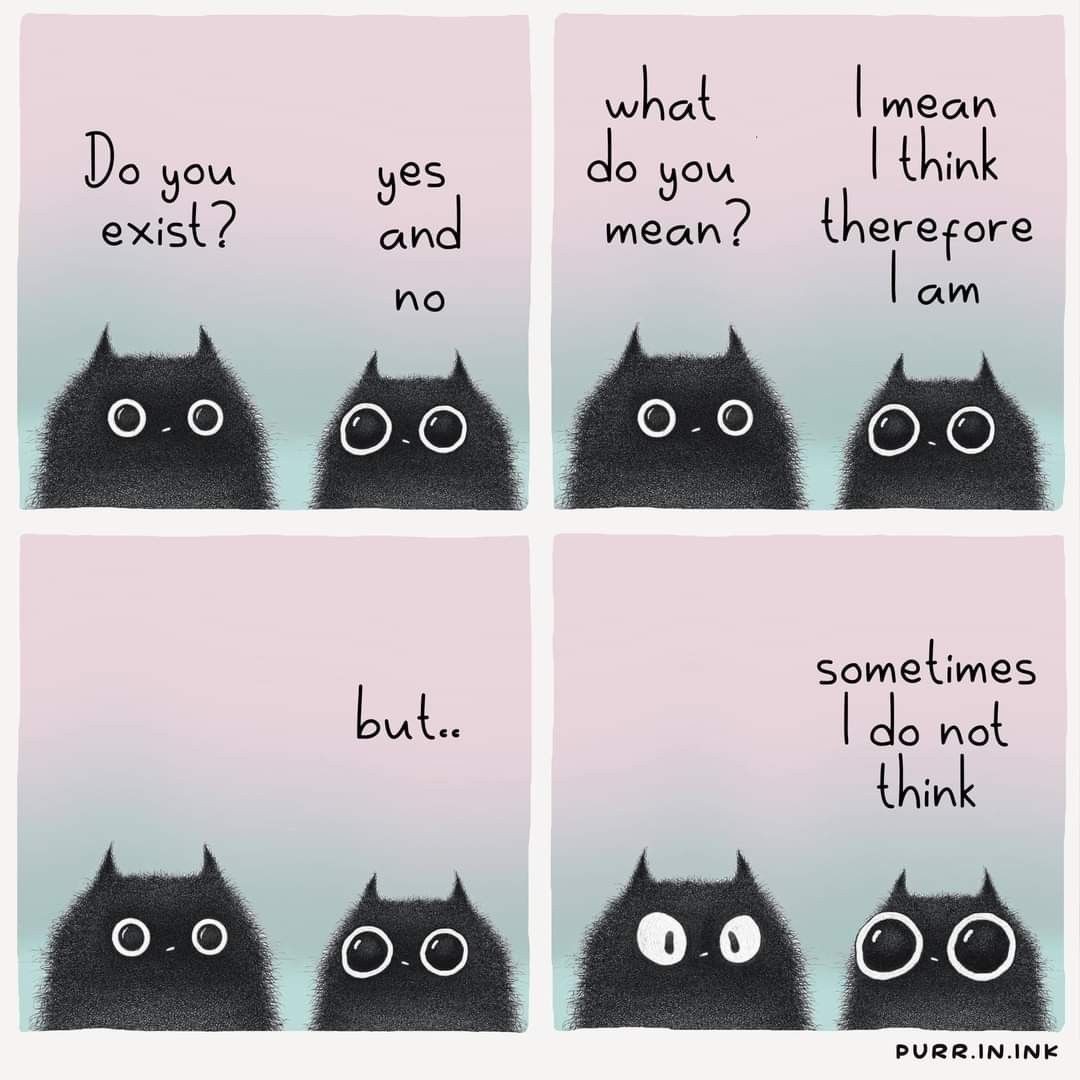 Do you
exist?
yes
and
no
what
do you
mean?
I mean
I think
therefore
I am
but..
sometimes
I do not
think
PURR.IN.INK